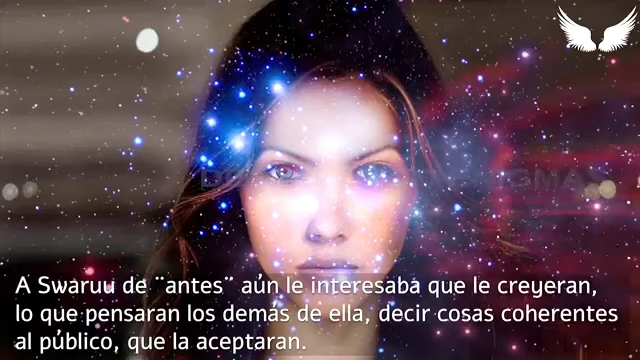 A Swaruu de ¨antes¨ aún le interesaba que le creyeran,
lo que pensaran los demás de ella, decir cosas coherentes
al público, que la aceptaran.